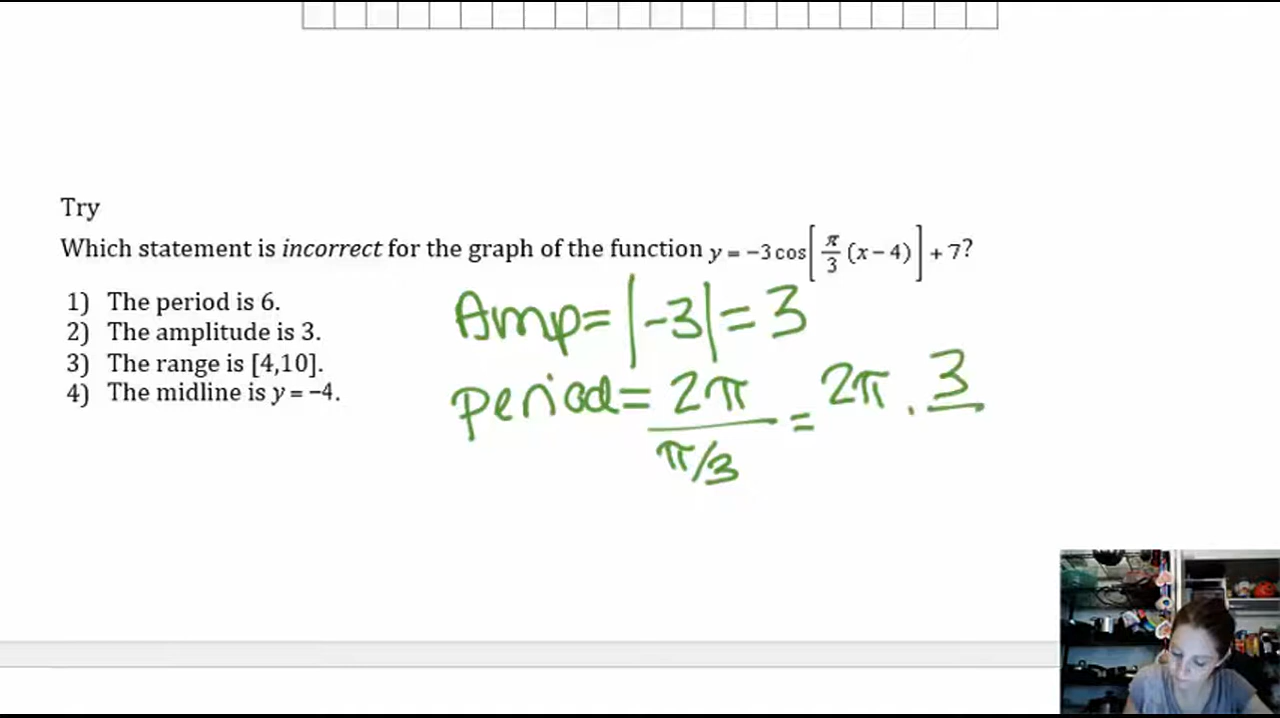 Try
Which statement is incorrect for the graph of the function y = −3 cos[π/3 (x − 4)] + 7?
1) The period is 6.
2) The amplitude is 3.
3) The range is [4,10].
4) The midline is y = −4.
Amp = |-3| = 3
period = 2π / π/3 = 2π · 3